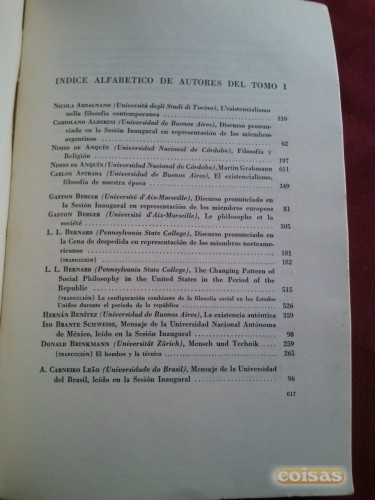 INDICE ALFABETICO DE AUTORES DEL TOMO I
NICOLA ABBAGNANO (Università degli Studi di Torino), L'esistenzialismo
nella filosofia contemporanea ........ 239
CORIOLANO ALBERINI (Universidad de Buenos Aires), Discurso pronun-
ciado en la Sesión Inaugural en representación de los miembros
argentinos ........ 62
NIMIO DE ANQUÍN (Universidad Nacional de Córdoba), Filosofía y
Religión ........ 197
NIMIO DE ANQUÍN (Universidad Nacional de Córdoba), Martín Grabmann 611
CARLOS ASTRADA (Universidad de Buenos Aires), El existencialismo,
filosofía de nuestra época ........ 349
GASTON BERGER (Université d'Aix-Marseille), Discurso pronunciado en
la Sesión Inaugural en representación de los miembros europeos 81
GASTON BERGER (Université d'Aix-Marseille), Le philosophe et la
société ........ 505
L. L. BERNARD (Pennsylvania State College), Discurso pronunciado en
la Cena de despedida en representación de los miembros norteame-
ricanos ........ 181
[TRADUCCIÓN] ........ 182
L. L. BERNARD (Pennsylvania State College), The Changing Pattern of
Social Philosophy in the United States in the Period of the
Republic ........ 515
[TRADUCCIÓN] La configuración cambiante de la filosofía social en los Estados
Unidos durante el período de la república ........ 526
HERNÁN BENÍTEZ (Universidad de Buenos Aires), La existencia auténtica
ISO BRANTE SCHWEIDE, Mensaje de la Universidad Nacional Autónoma
de México, leído en la Sesión Inaugural ........ 98
DONALD BRINKMANN (Universität Zürich), Mensch und Technik .... 259
[TRADUCCIÓN] El hombre y la técnica ........ 265
A. CARNEIRO LEÃO (Universidade do Brasil), Mensaje de la Universidad
del Brasil, leído en la Sesión Inaugural ........ 96
617
coisas